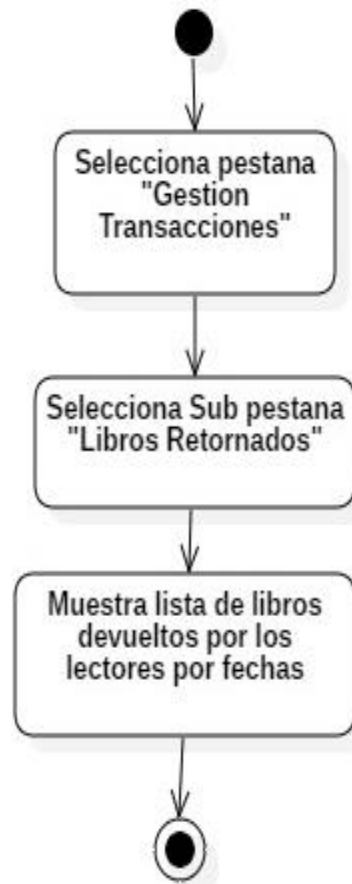 Selecciona pestana
"Gestion
Transacciones"
Selecciona Sub pestana
"Libros Retornados"
Muestra lista de libros
devueltos por los
lectores por fechas